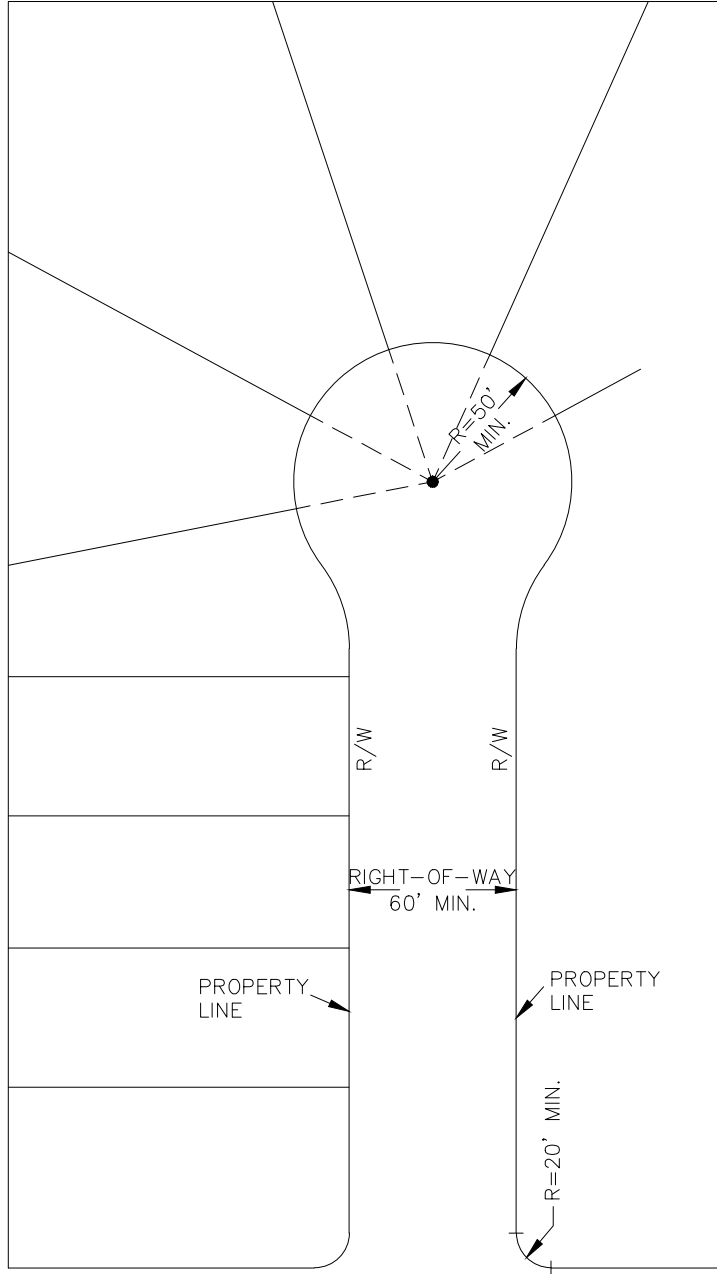 R=50'
MIN.
R/W
R/W
RIGHT-OF-WAY
60' MIN.
PROPERTY
LINE
PROPERTY
LINE
R=20' MIN.